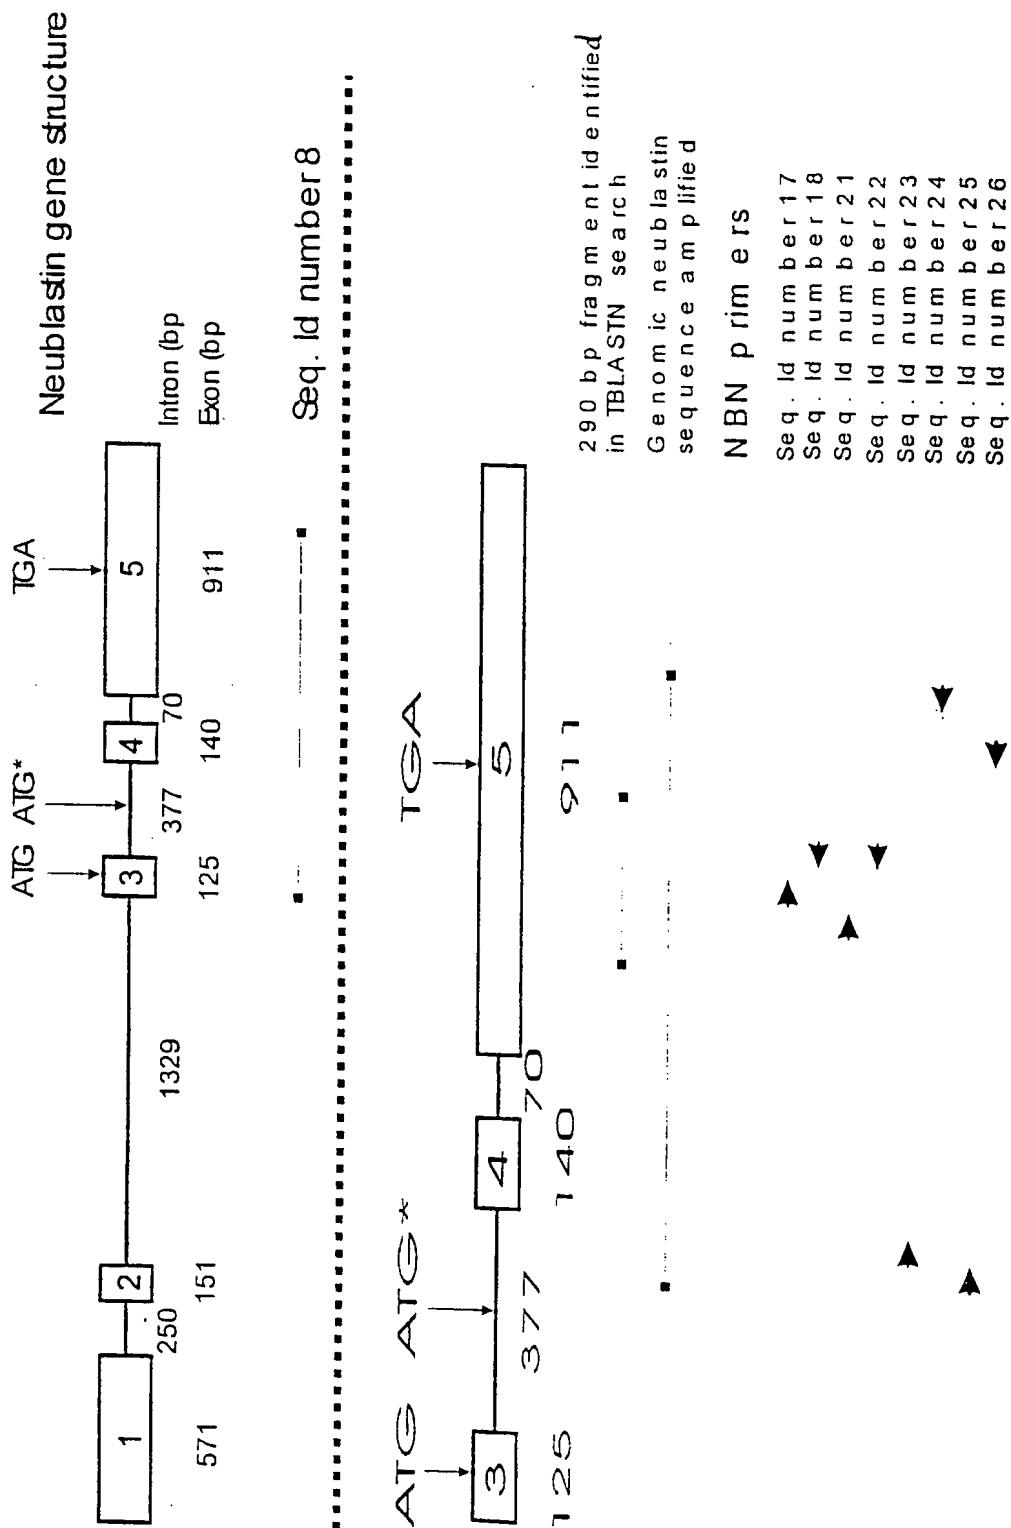 Neublastin gene structure
ATG ATG* TGA
1 2 3 4 5
250 1329 377 70 Intron (bp
571 151 125 140 911 Exon (bp
Seq. Id number 8
ATG ATG* TGA
3 4 5
377 70
125 140 911
290 bp fragment identified
in TBLASTN search
Genomic neublastin
sequence amplified
NBN primers
Seq. Id number 17
Seq. Id number 18
Seq. Id number 21
Seq. Id number 22
Seq. Id number 23
Seq. Id number 24
Seq. Id number 25
Seq. Id number 26